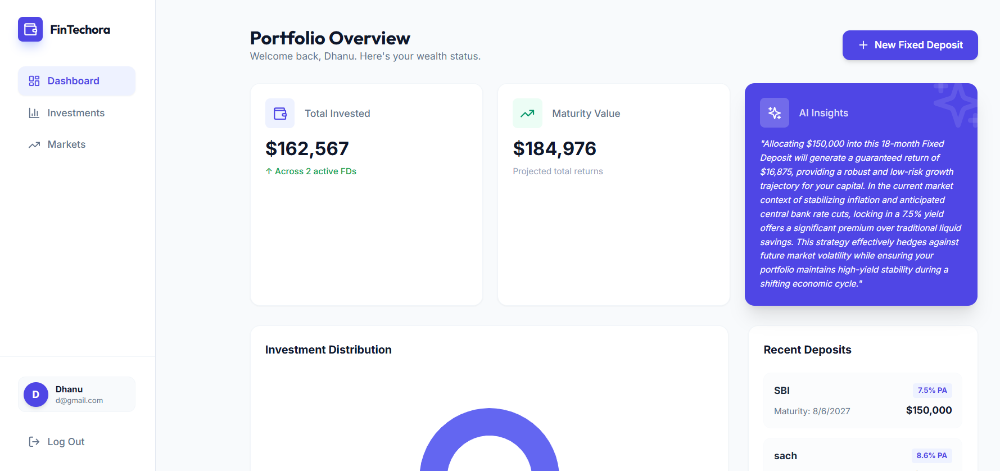 FinTechora
Dashboard
Investments
Markets
Dhanu
d@gmail.com
Log Out
Portfolio Overview
Welcome back, Dhanu. Here's your wealth status.
New Fixed Deposit
Total Invested
$162,567
↑ Across 2 active FDs
Maturity Value
$184,976
Projected total returns
AI Insights
"Allocating $150,000 into this 18-month Fixed
Deposit will generate a guaranteed return of
$16,875, providing a robust and low-risk growth
trajectory for your capital. In the current market
context of stabilizing inflation and anticipated
central bank rate cuts, locking in a 7.5% yield
offers a significant premium over traditional liquid
savings. This strategy effectively hedges against
future market volatility while ensuring your
portfolio maintains high-yield stability during a
shifting economic cycle."
Investment Distribution
Recent Deposits
SBI
7.5% PA
Maturity: 8/6/2027
$150,000
sach
8.6% PA